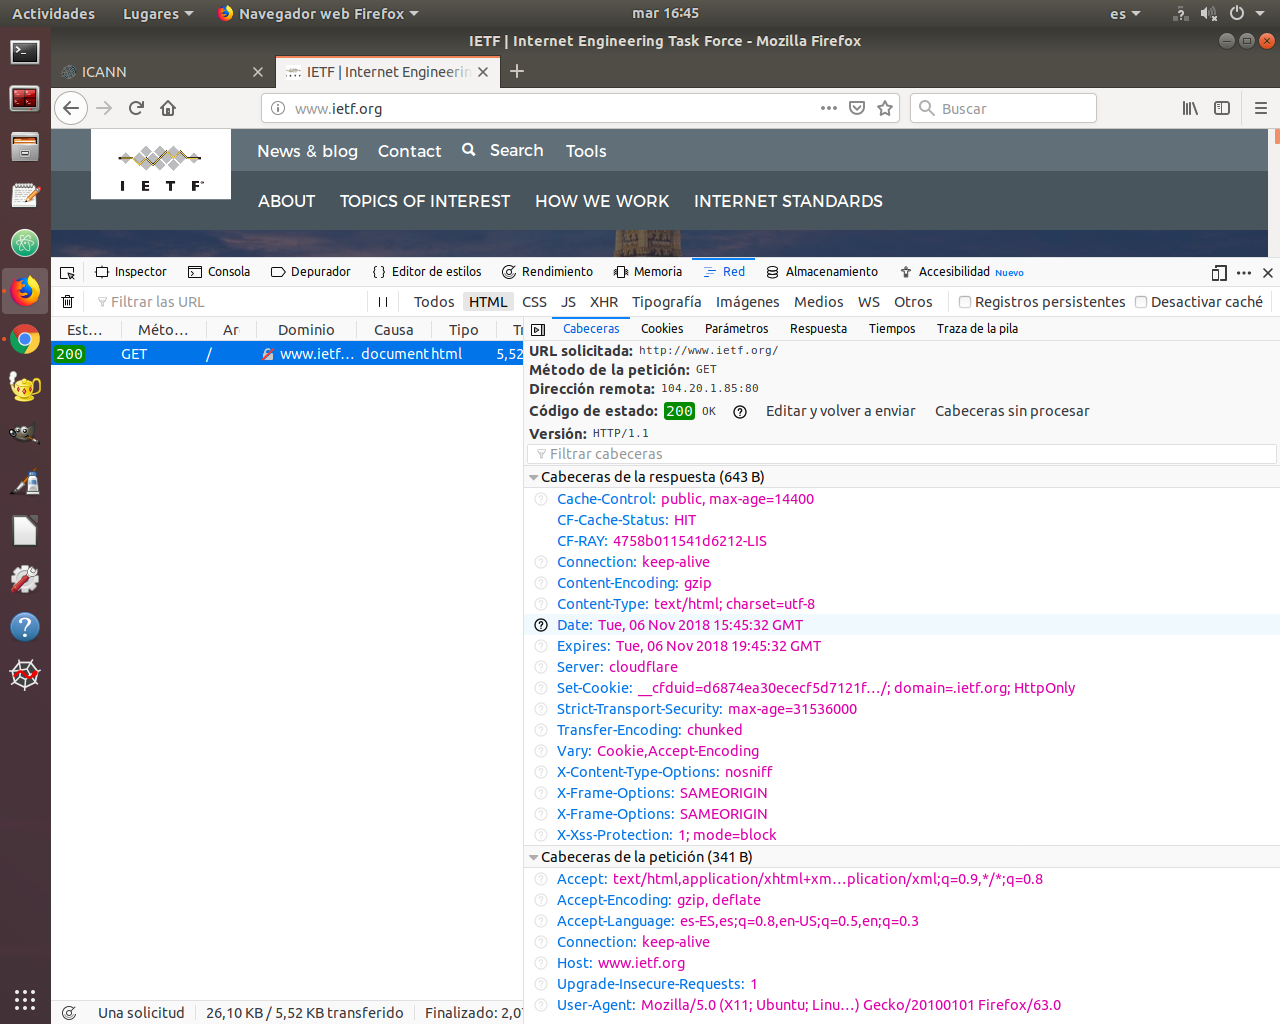 Actividades Lugares Navegador web Firefox mar 16:45 es
IETF | Internet Engineering Task Force - Mozilla Firefox
ICANN IETF | Internet Engineerin
www.ietf.org Buscar
News & blog Contact Search Tools
IETF
ABOUT TOPICS OF INTEREST HOW WE WORK INTERNET STANDARDS
Inspector Consola Depurador Editor de estilos Rendimiento Memoria Red Almacenamiento Accesibilidad Nuevo
Filtrar las URL Todos HTML CSS JS XHR Tipografía Imágenes Medios WS Otros Registros persistentes Desactivar caché
Est... Méto... Ar Dominio Causa Tipo
200 GET / www.ietf... document html 5,52
Cabeceras Cookies Parámetros Respuesta Tiempos Traza de la pila
URL solicitada: http://www.ietf.org/
Método de la petición: GET
Dirección remota: 104.20.1.85:80
Código de estado: 200 OK Editar y volver a enviar Cabeceras sin procesar
Versión: HTTP/1.1
Filtrar cabeceras
Cabeceras de la respuesta (643 B)
Cache-Control: public, max-age=14400
CF-Cache-Status: HIT
CF-RAY: 4758b011541d6212-LIS
Connection: keep-alive
Content-Encoding: gzip
Content-Type: text/html; charset=utf-8
Date: Tue, 06 Nov 2018 15:45:32 GMT
Expires: Tue, 06 Nov 2018 19:45:32 GMT
Server: cloudflare
Set-Cookie: __cfduid=d6874ea30ececf5d7121f…/; domain=.ietf.org; HttpOnly
Strict-Transport-Security: max-age=31536000
Transfer-Encoding: chunked
Vary: Cookie,Accept-Encoding
X-Content-Type-Options: nosniff
X-Frame-Options: SAMEORIGIN
X-Frame-Options: SAMEORIGIN
X-Xss-Protection: 1; mode=block
Cabeceras de la petición (341 B)
Accept: text/html,application/xhtml+xm…plication/xml;q=0.9,*/*;q=0.8
Accept-Encoding: gzip, deflate
Accept-Language: es-ES,es;q=0.8,en-US;q=0.5,en;q=0.3
Connection: keep-alive
Host: www.ietf.org
Upgrade-Insecure-Requests: 1
User-Agent: Mozilla/5.0 (X11; Ubuntu; Linu…) Gecko/20100101 Firefox/63.0
Una solicitud 26,10 KB / 5,52 KB transferido Finalizado: 2,0